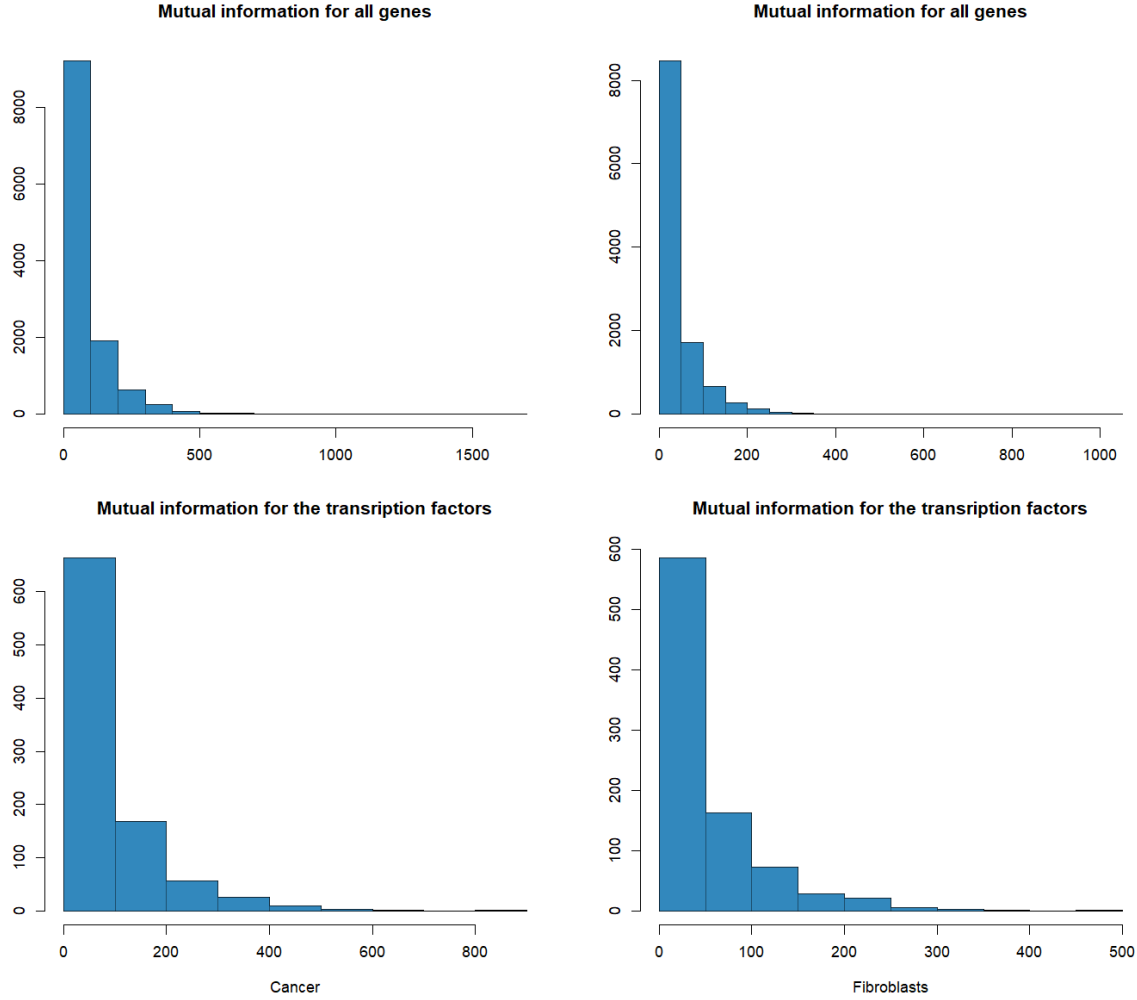 Mutual information for all genes
8000
6000
4000
2000
0
0 500 1000 1500
Mutual information for all genes
8000
6000
4000
2000
0
0 200 400 600 800 1000
Mutual information for the transription factors
600
500
400
300
200
100
0
0 200 400 600 800
Cancer
Mutual information for the transription factors
600
500
400
300
200
100
0
0 100 200 300 400 500
Fibroblasts